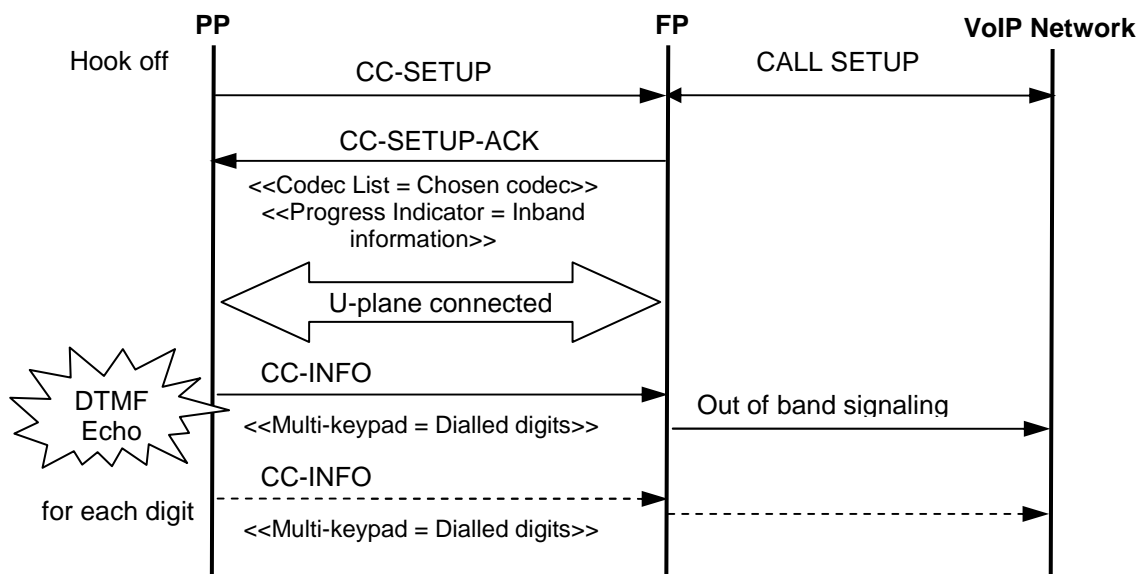 PP
FP
VoIP Network
Hook off
CC-SETUP
CALL SETUP
CC-SETUP-ACK
<<Codec List = Chosen codec>>
<<Progress Indicator = Inband
information>>
U-plane connected
DTMF
Echo
CC-INFO
<<Multi-keypad = Dialled digits>>
Out of band signaling
for each digit
CC-INFO
<<Multi-keypad = Dialled digits>>